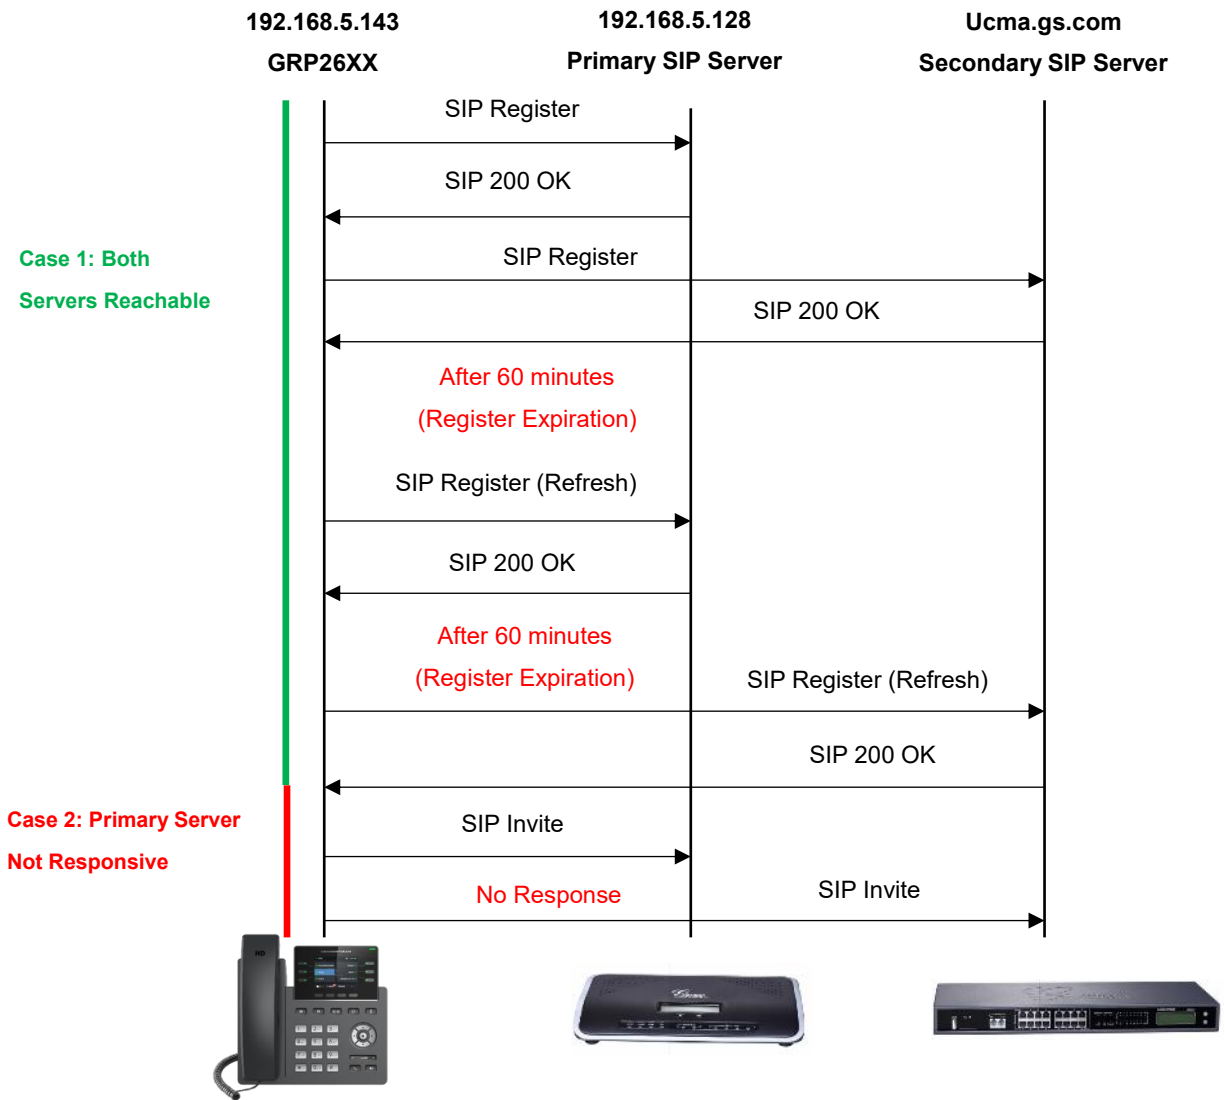 192.168.5.143
GRP26XX
192.168.5.128
Primary SIP Server
Ucma.gs.com
Secondary SIP Server
SIP Register
SIP 200 OK
Case 1: Both
Servers Reachable
SIP Register
SIP 200 OK
After 60 minutes
(Register Expiration)
SIP Register (Refresh)
SIP 200 OK
After 60 minutes
(Register Expiration)
SIP Register (Refresh)
SIP 200 OK
Case 2: Primary Server
Not Responsive
SIP Invite
No Response
SIP Invite
HD